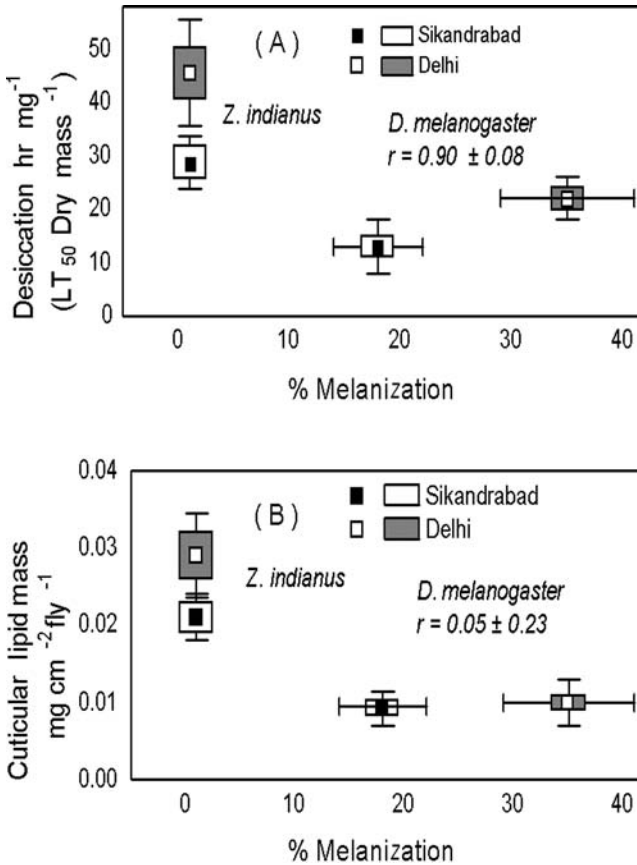 50
40
30
20
10
0
Desiccation hr mg-1
(LT50 Dry mass -1)
( A )
Sikandrabad
Delhi
Z. indianus
D. melanogaster
r = 0.90 ± 0.08
0 10 20 30 40
% Melanization
0.04
0.03
0.02
0.01
0.00
Cuticular lipid mass
mg cm -2 fly -1
( B )
Sikandrabad
Delhi
Z. indianus
D. melanogaster
r = 0.05 ± 0.23
0 10 20 30 40
% Melanization